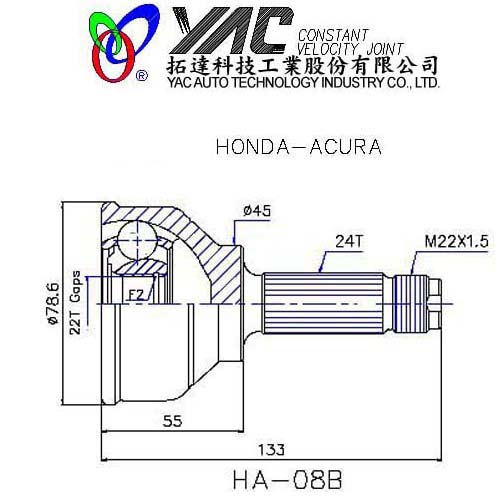 YAC CONSTANT
VELOCITY, JOINT
®
拓達科技工業股份有限公司
YAC AUTO TECHNOLOGY INDUSTRY CO., LTD.
HONDA-ACURA
ø45
24T
M22X1.5
ø78.6
22T Gaps
F2
55
133
HA-08B